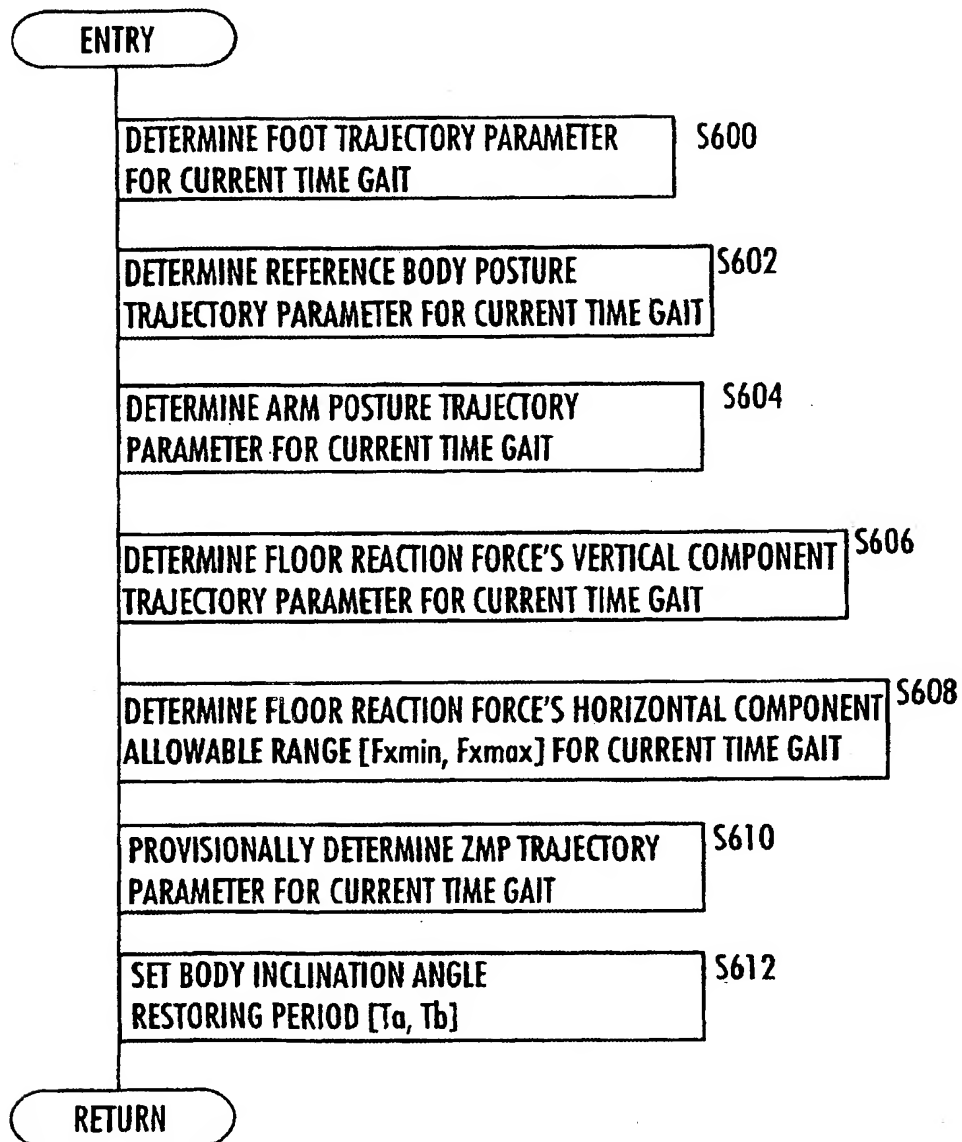 ENTRY
DETERMINE FOOT TRAJECTORY PARAMETER S600
FOR CURRENT TIME GAIT
DETERMINE REFERENCE BODY POSTURE S602
TRAJECTORY PARAMETER FOR CURRENT TIME GAIT
DETERMINE ARM POSTURE TRAJECTORY S604
PARAMETER FOR CURRENT TIME GAIT
DETERMINE FLOOR REACTION FORCE'S VERTICAL COMPONENT S606
TRAJECTORY PARAMETER FOR CURRENT TIME GAIT
DETERMINE FLOOR REACTION FORCE'S HORIZONTAL COMPONENT S608
ALLOWABLE RANGE [Fxmin, Fxmax] FOR CURRENT TIME GAIT
PROVISIONALLY DETERMINE ZMP TRAJECTORY S610
PARAMETER FOR CURRENT TIME GAIT
SET BODY INCLINATION ANGLE S612
RESTORING PERIOD [Ta, Tb]
RETURN